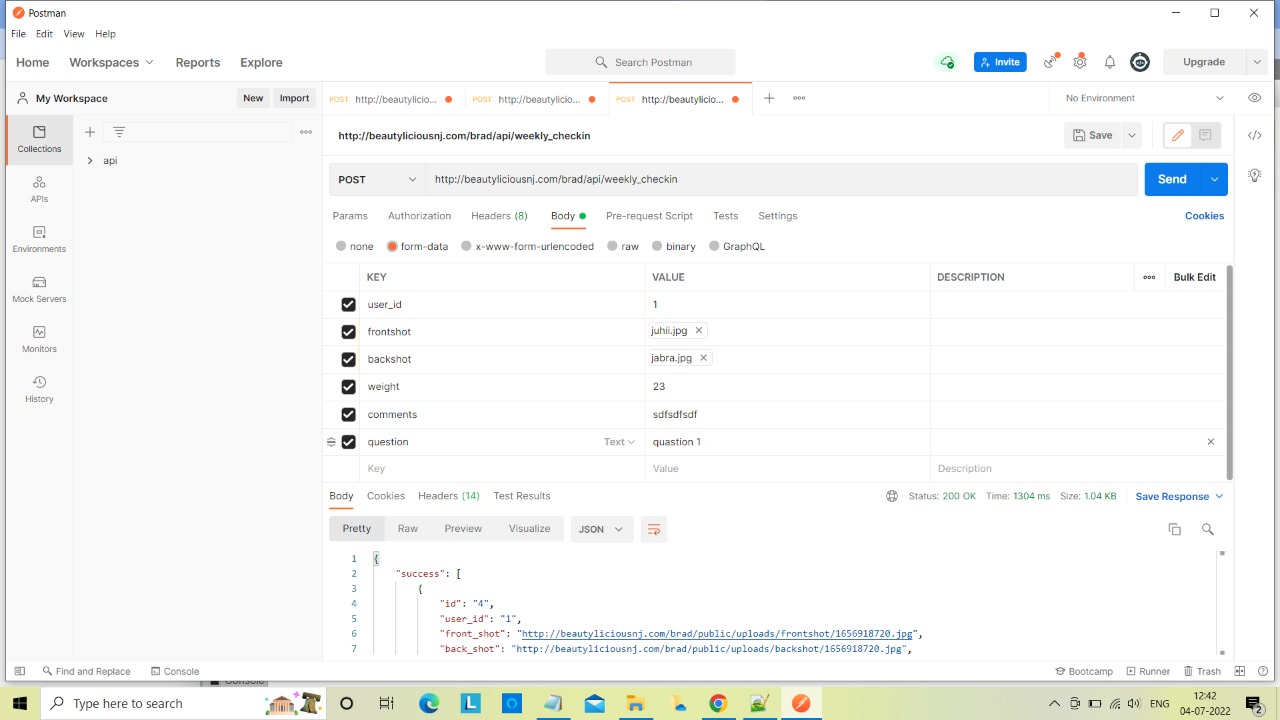 Postman
File Edit View Help
Home Workspaces Reports Explore Search Postman Invite Upgrade
My Workspace New Import POST http://beautylicio... POST http://beautylicio... POST http://beautylicio... No Environment
http://beautyliciousnj.com/brad/api/weekly_checkin Save
Collections
api
POST http://beautyliciousnj.com/brad/api/weekly_checkin Send
APIs
Params Authorization Headers (8) Body Pre-request Script Tests Settings Cookies
Environments
none form-data x-www-form-urlencoded raw binary GraphQL
KEY VALUE DESCRIPTION Bulk Edit
Mock Servers
user_id 1
frontshot juhii.jpg
Monitors
backshot jabra.jpg
weight 23
History
comments sdfsdfsdf
question Text quastion 1
Key Value Description
Body Cookies Headers (14) Test Results Status: 200 OK Time: 1304 ms Size: 1.04 KB Save Response
Pretty Raw Preview Visualize JSON
1 {
2 "success": [
3 {
4 "id": "4",
5 "user_id": "1",
6 "front_shot": "http://beautyliciousnj.com/brad/public/uploads/frontshot/1656918720.jpg",
7 "back_shot": "http://beautyliciousnj.com/brad/public/uploads/backshot/1656918720.jpg",
Find and Replace Console Bootcamp Runner Trash
Console
Type here to search ENG 12:42
04-07-2022 2